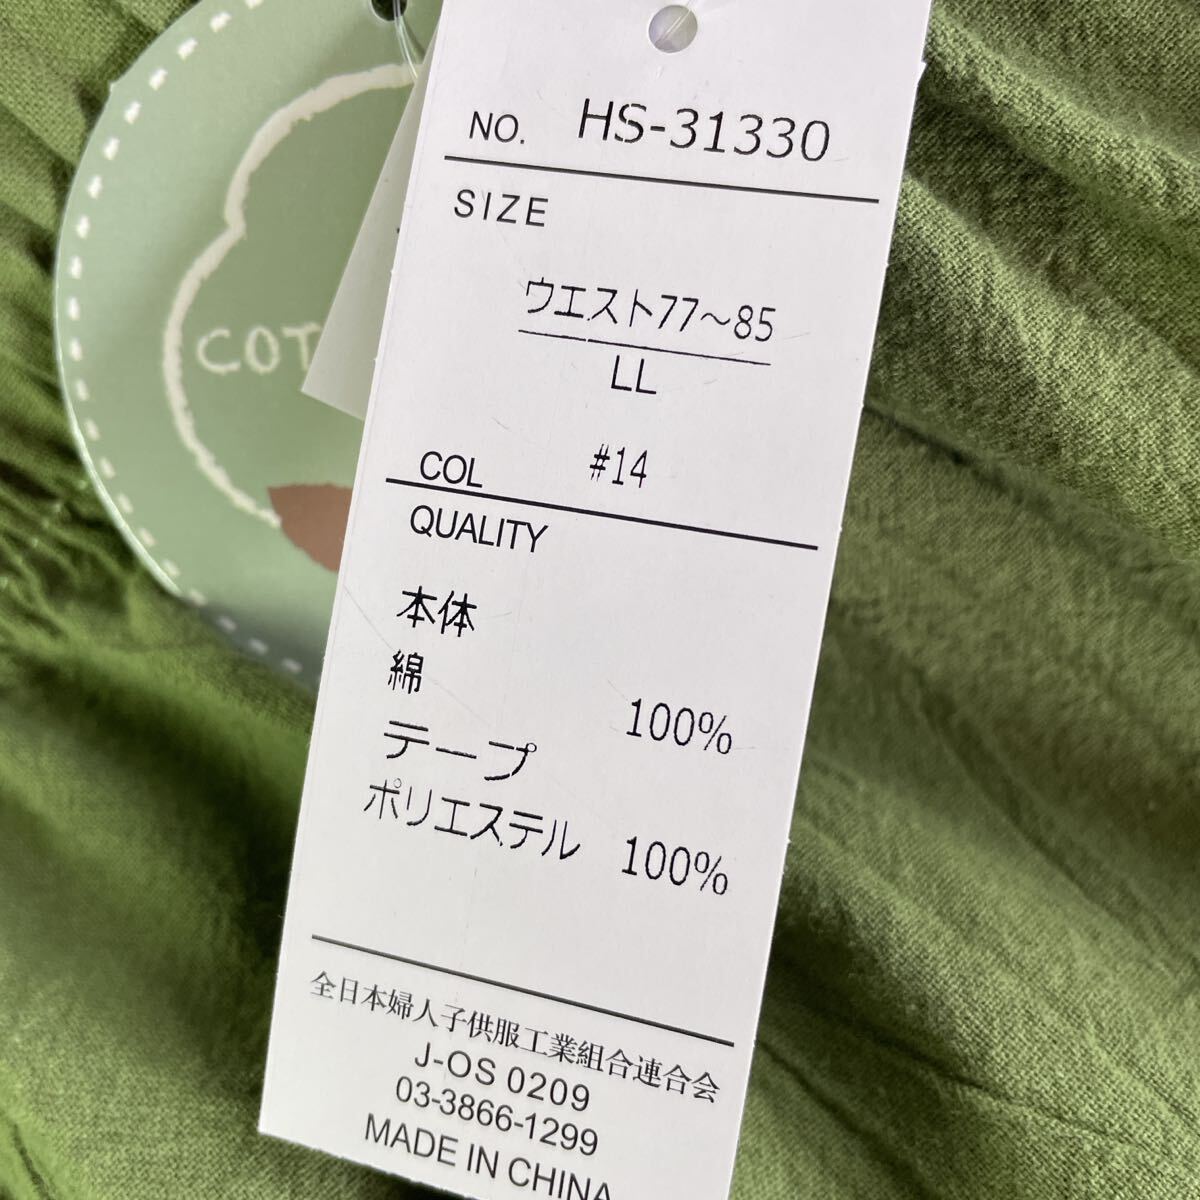 NO. HS-31330
SIZE
ウエスト77～85
LL
COL #14
QUALITY
本体
綿 100%
テープ
ポリエステル 100%
全日本婦人子供服工業組合連合会
J-OS 0209
03-3866-1299
MADE IN CHINA
COT